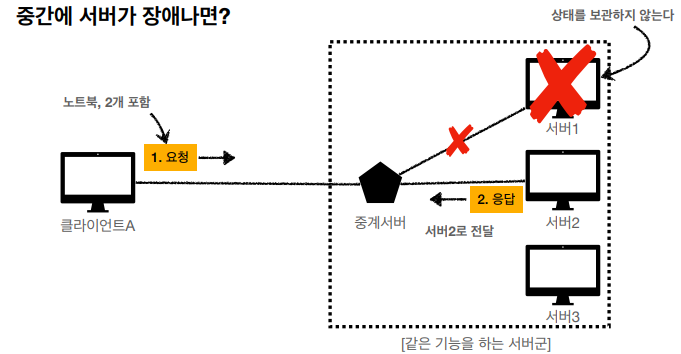 중간에 서버가 장애나면?
상태를 보관하지 않는다
노트북, 2개 포함
1. 요청
서버1
클라이언트A
중계서버
2. 응답
서버2로 전달
서버2
서버3
[같은 기능을 하는 서버군]